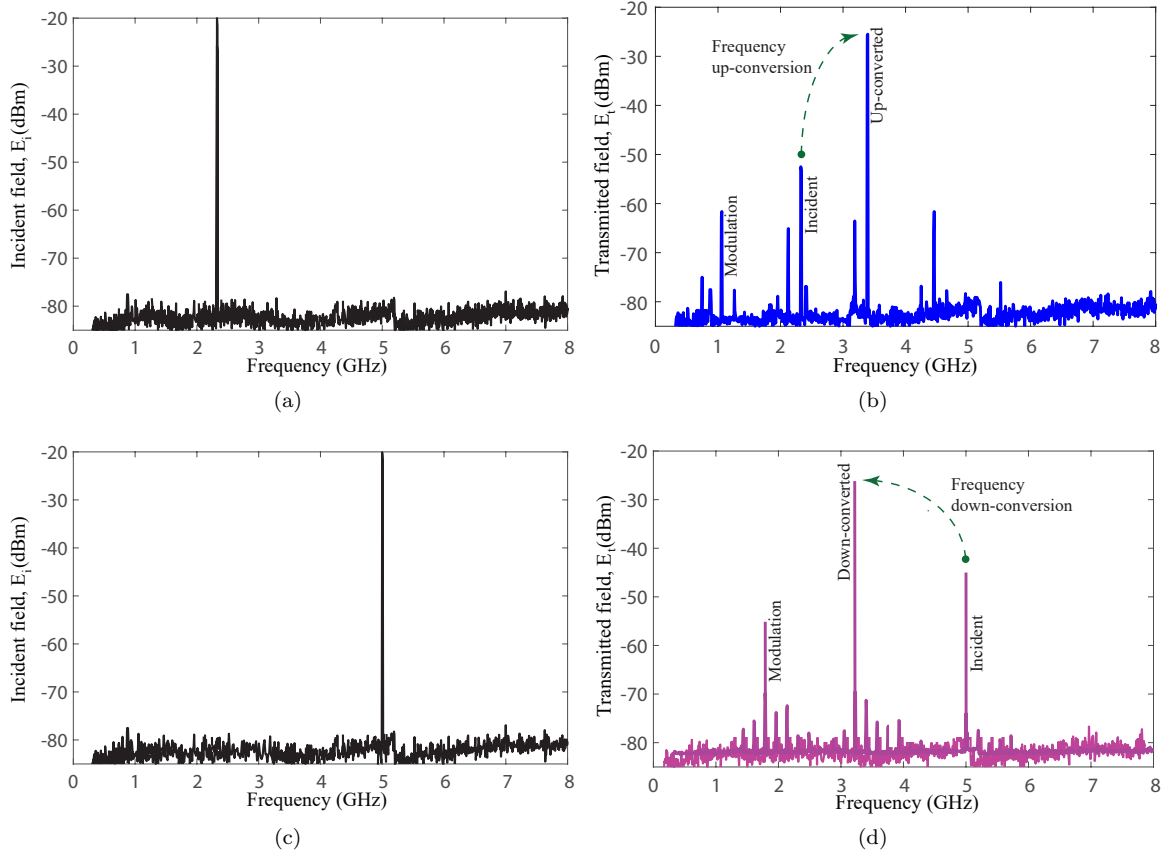 -20
-30
-40
-50
-60
-70
-80
0 1 2 3 4 5 6 7 8
Incident field, E_i(dBm)
Frequency (GHz)
(a)
-20
-30
-40
-50
-60
-70
-80
0 1 2 3 4 5 6 7 8
Transmitted field, E_t(dBm)
Frequency
up-conversion
Modulation
Incident
Up-converted
Frequency (GHz)
(b)
-20
-30
-40
-50
-60
-70
-80
0 1 2 3 4 5 6 7 8
Incident field, E_i(dBm)
Frequency (GHz)
(c)
-20
-30
-40
-50
-60
-70
-80
0 1 2 3 4 5 6 7 8
Transmitted field, E_t(dBm)
Frequency
down-conversion
Modulation
Down-converted
Incident
Frequency (GHz)
(d)